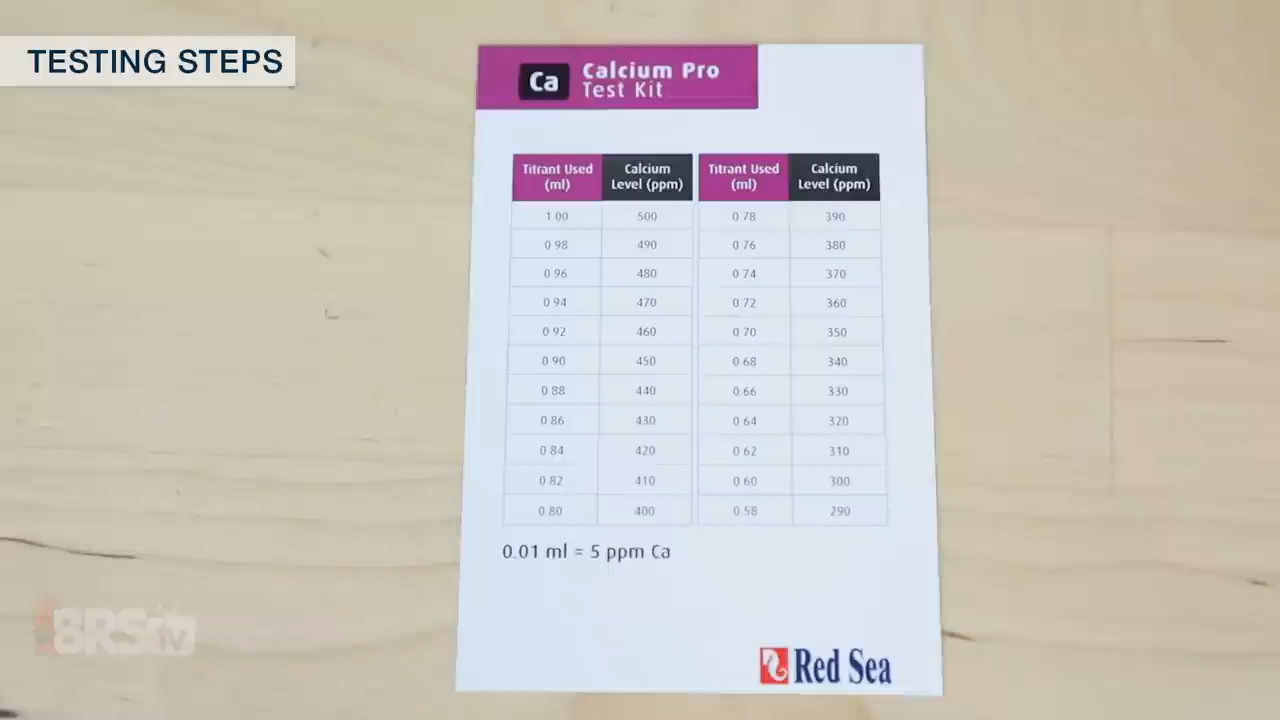 TESTING STEPS
Ca
Calcium Pro
Test Kit
Titrant Used (ml) Calcium Level (ppm) Titrant Used (ml) Calcium Level (ppm)
1.00 500 0.78 390
0.98 490 0.76 380
0.96 480 0.74 370
0.94 470 0.72 360
0.92 460 0.70 350
0.90 450 0.68 340
0.88 440 0.66 330
0.86 430 0.64 320
0.84 420 0.62 310
0.82 410 0.60 300
0.80 400 0.58 290
0.01 ml = 5 ppm Ca
BRStv
Red Sea